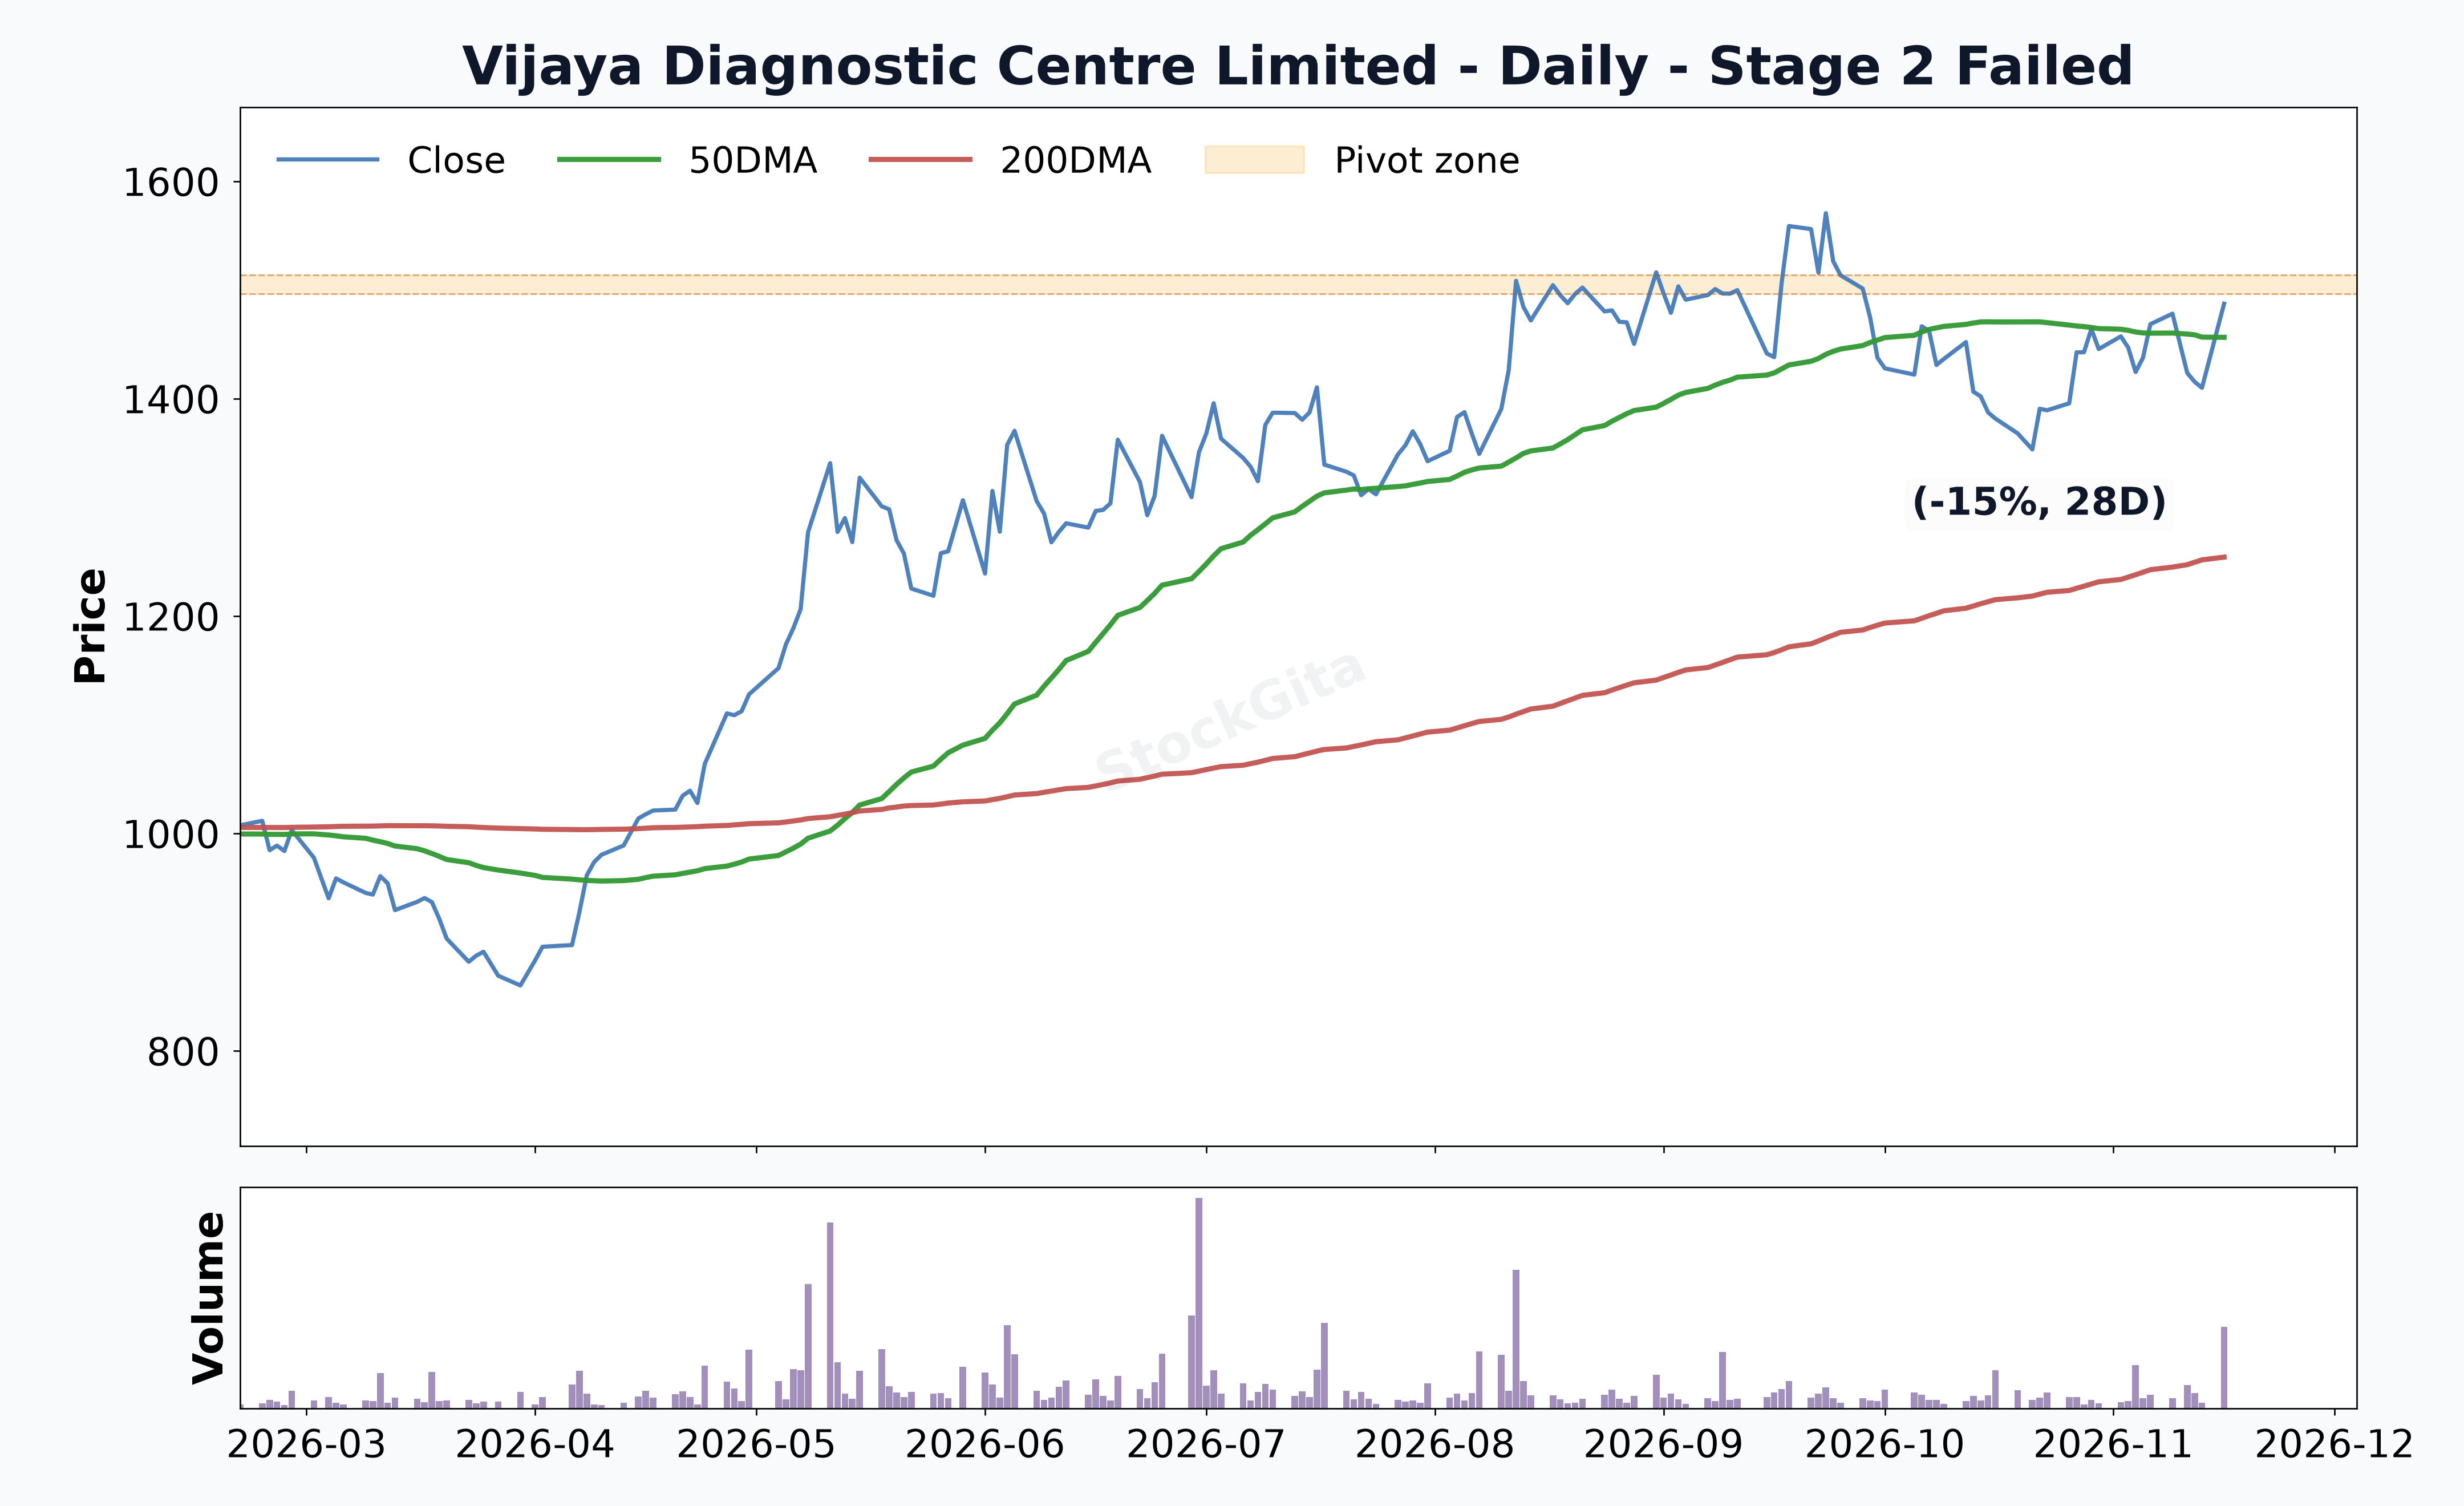 Vijaya Diagnostic Centre Limited - Daily - Stage 2 Failed
Close 50DMA 200DMA Pivot zone
1600
1400
1200
1000
800
Price
(-15%, 28D)
StockGita
Volume
2026-03 2026-04 2026-05 2026-06 2026-07 2026-08 2026-09 2026-10 2026-11 2026-12